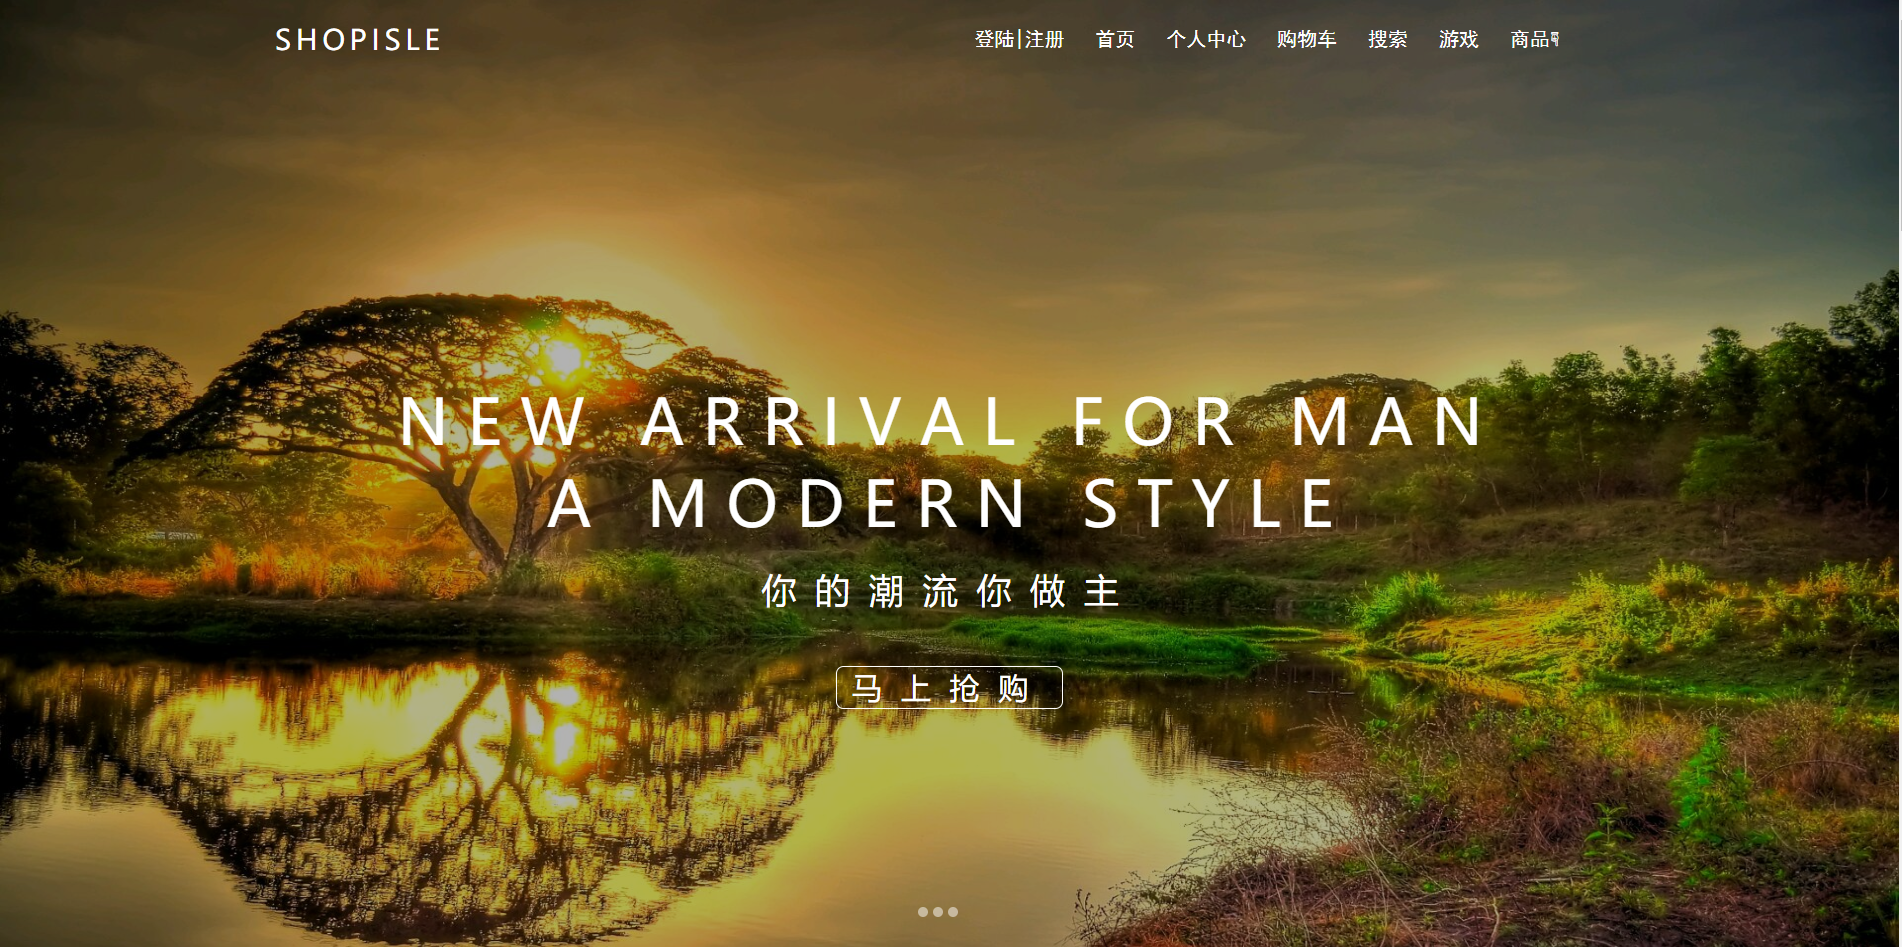 SHOPISLE
登陆|注册 首页 个人中心 购物车 搜索 游戏 商品
NEW ARRIVAL FOR MAN
A MODERN STYLE
你的潮流你做主
马上抢购